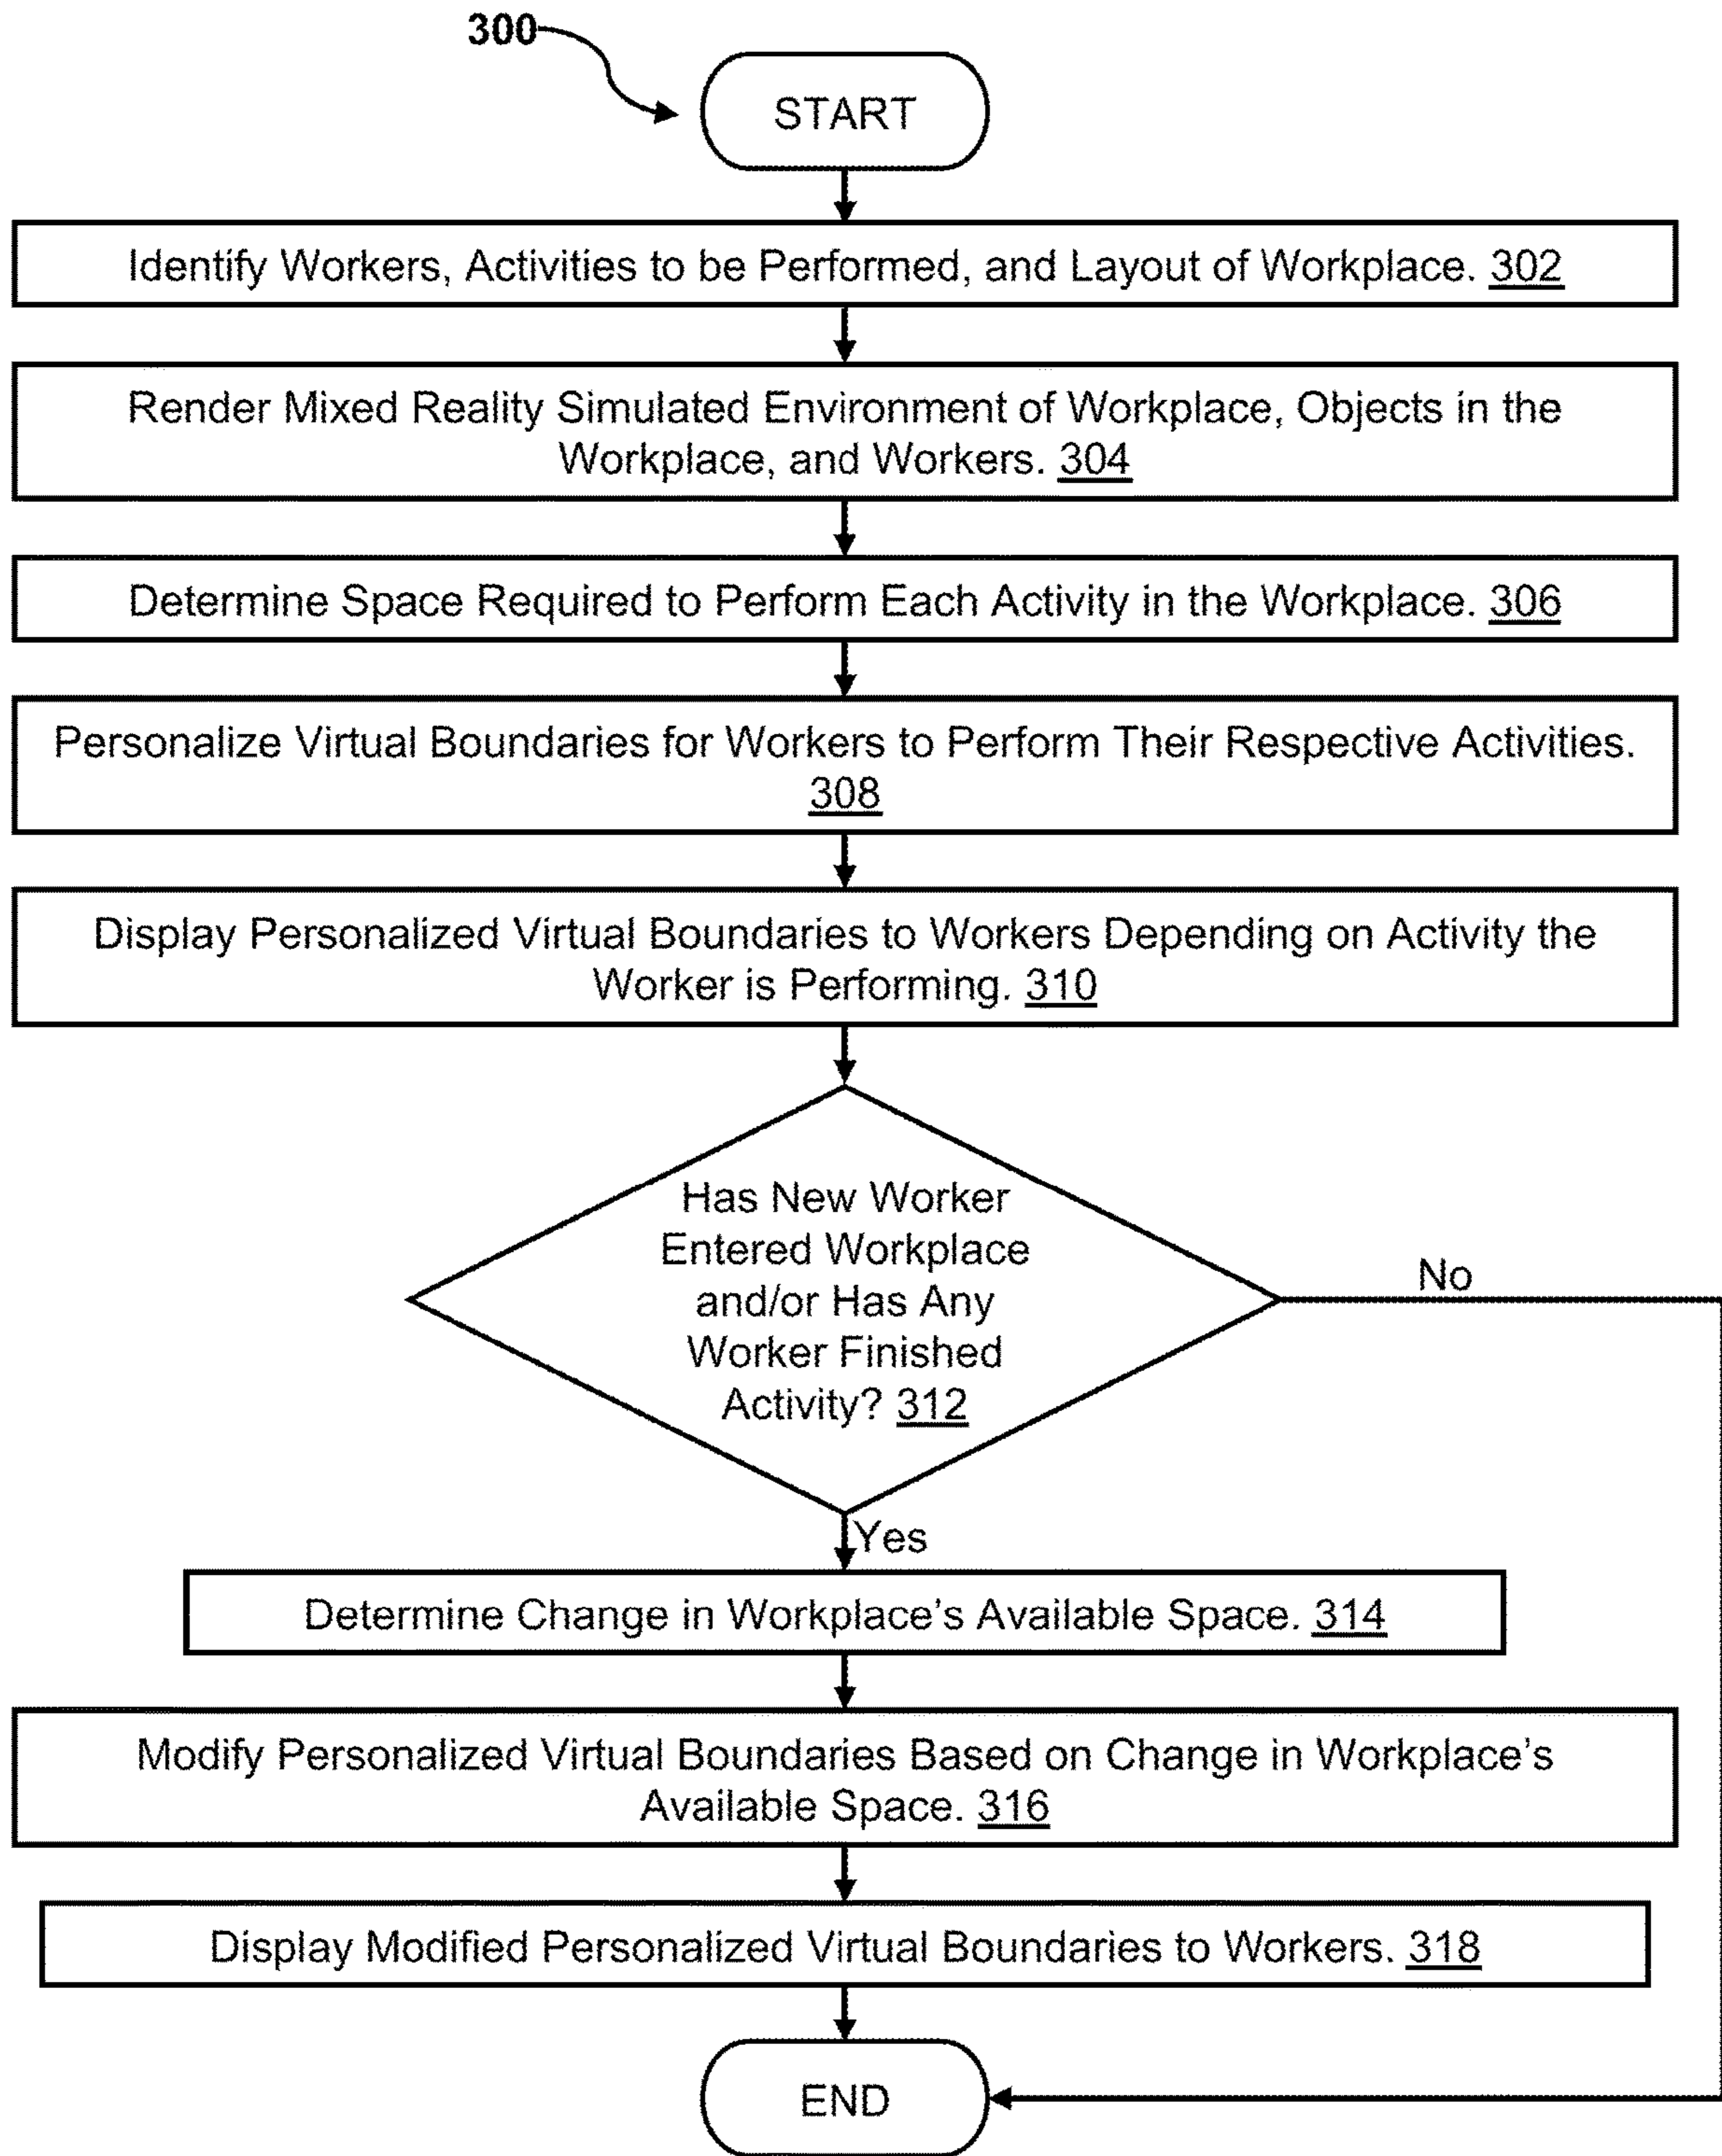 300
START
Identify Workers, Activities to be Performed, and Layout of Workplace. 302
Render Mixed Reality Simulated Environment of Workplace, Objects in the
Workplace, and Workers. 304
Determine Space Required to Perform Each Activity in the Workplace. 306
Personalize Virtual Boundaries for Workers to Perform Their Respective Activities.
308
Display Personalized Virtual Boundaries to Workers Depending on Activity the
Worker is Performing. 310
Has New Worker
Entered Workplace
and/or Has Any
Worker Finished
Activity? 312
No
Yes
Determine Change in Workplace's Available Space. 314
Modify Personalized Virtual Boundaries Based on Change in Workplace's
Available Space. 316
Display Modified Personalized Virtual Boundaries to Workers. 318
END